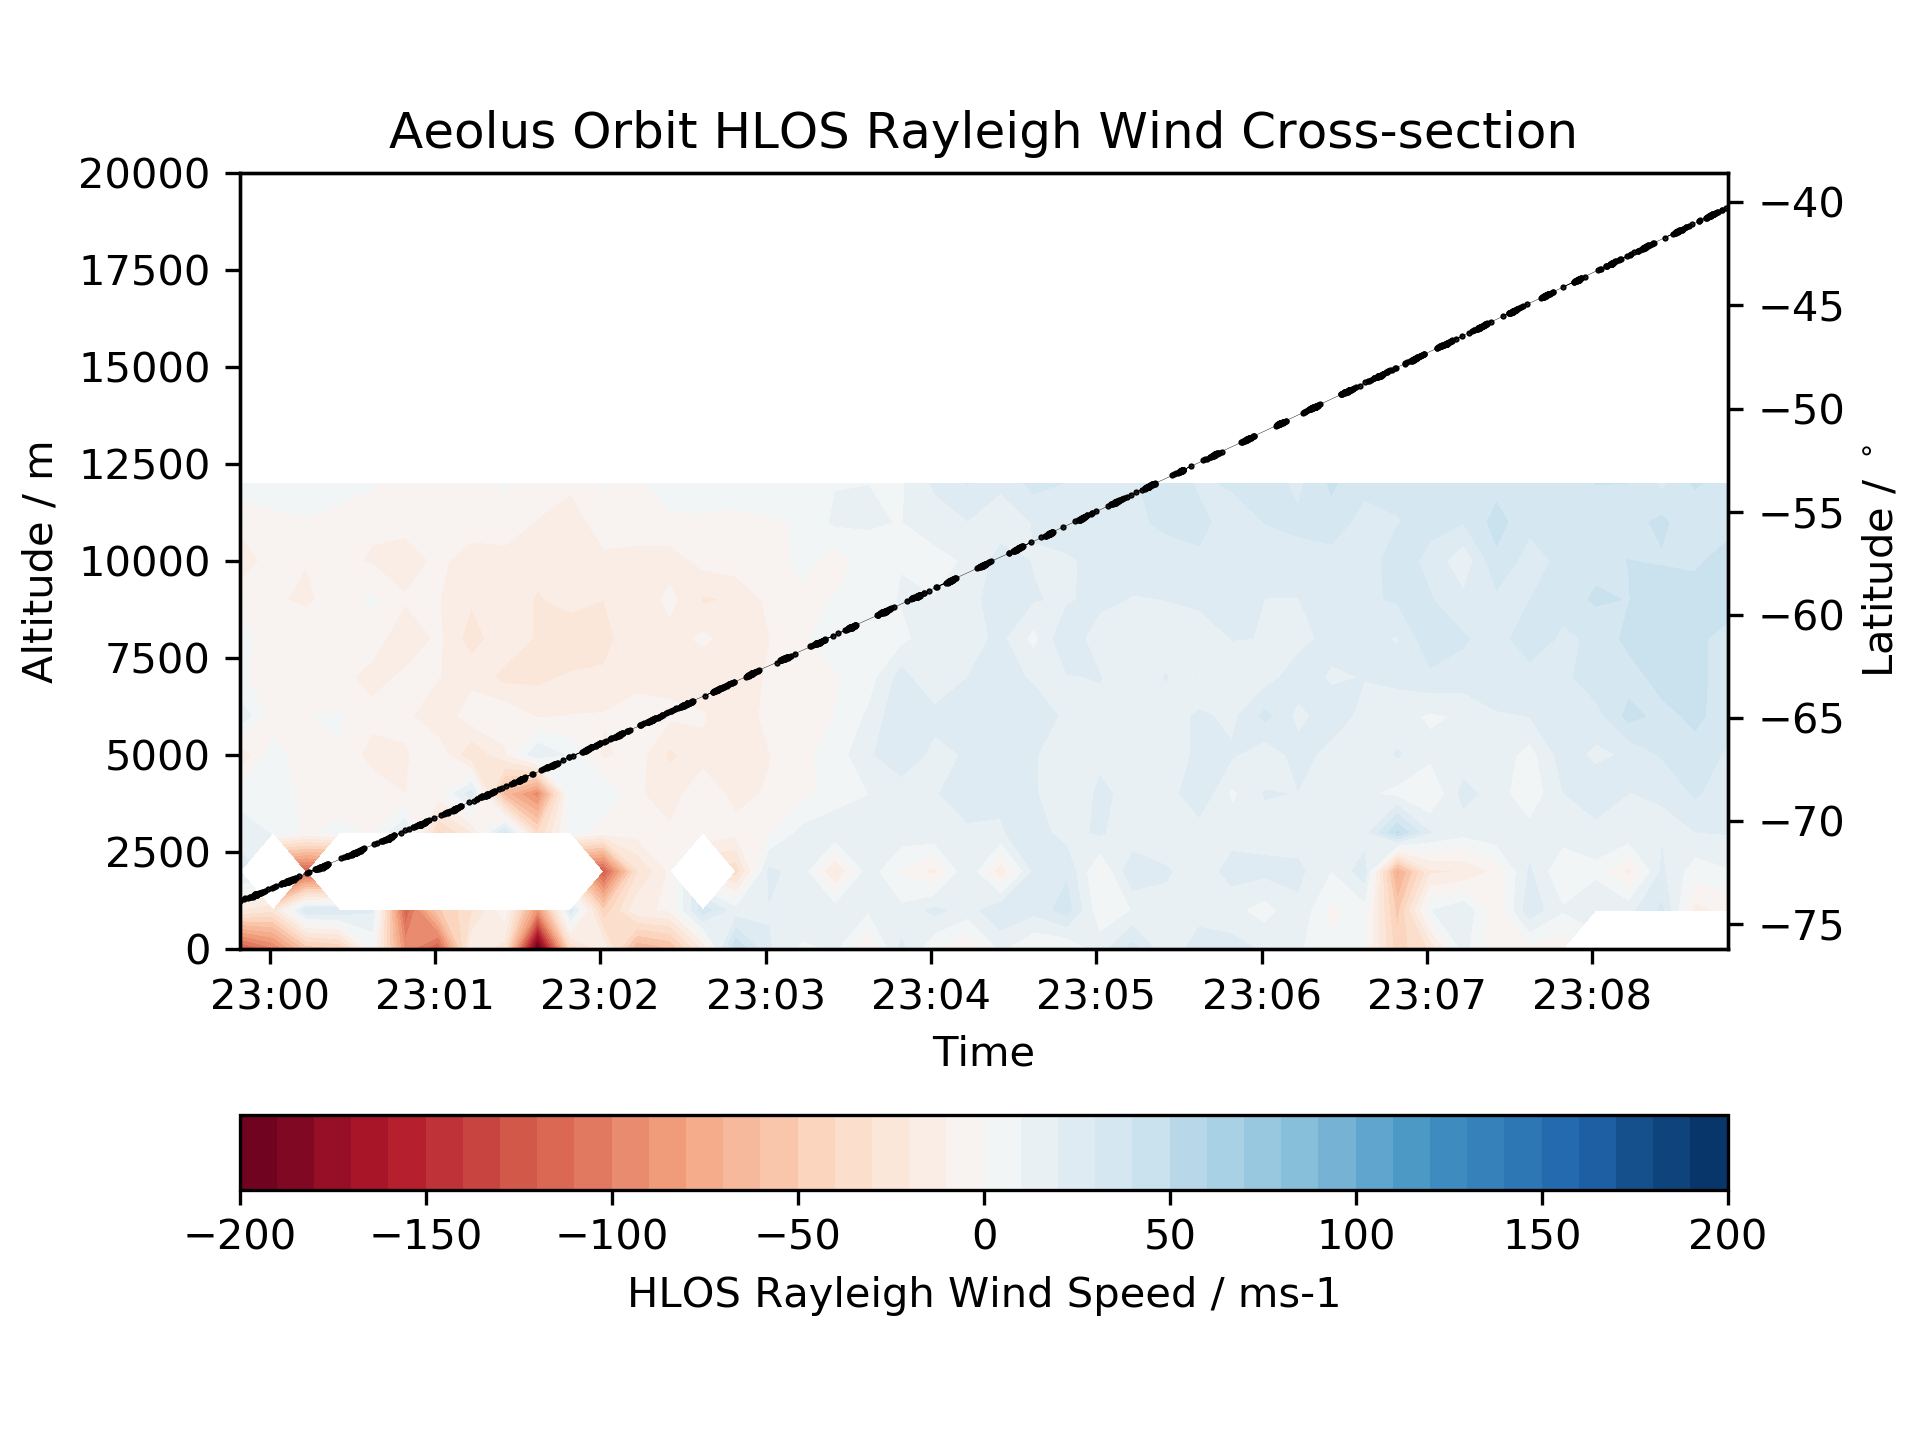 Aeolus Orbit HLOS Rayleigh Wind Cross-section
20000
17500
15000
12500
10000
7500
5000
2500
0
Altitude / m
−40
−45
−50
−55
−60
−65
−70
−75
Latitude / °
23:00 23:01 23:02 23:03 23:04 23:05 23:06 23:07 23:08
Time
−200 −150 −100 −50 0 50 100 150 200
HLOS Rayleigh Wind Speed / ms-1